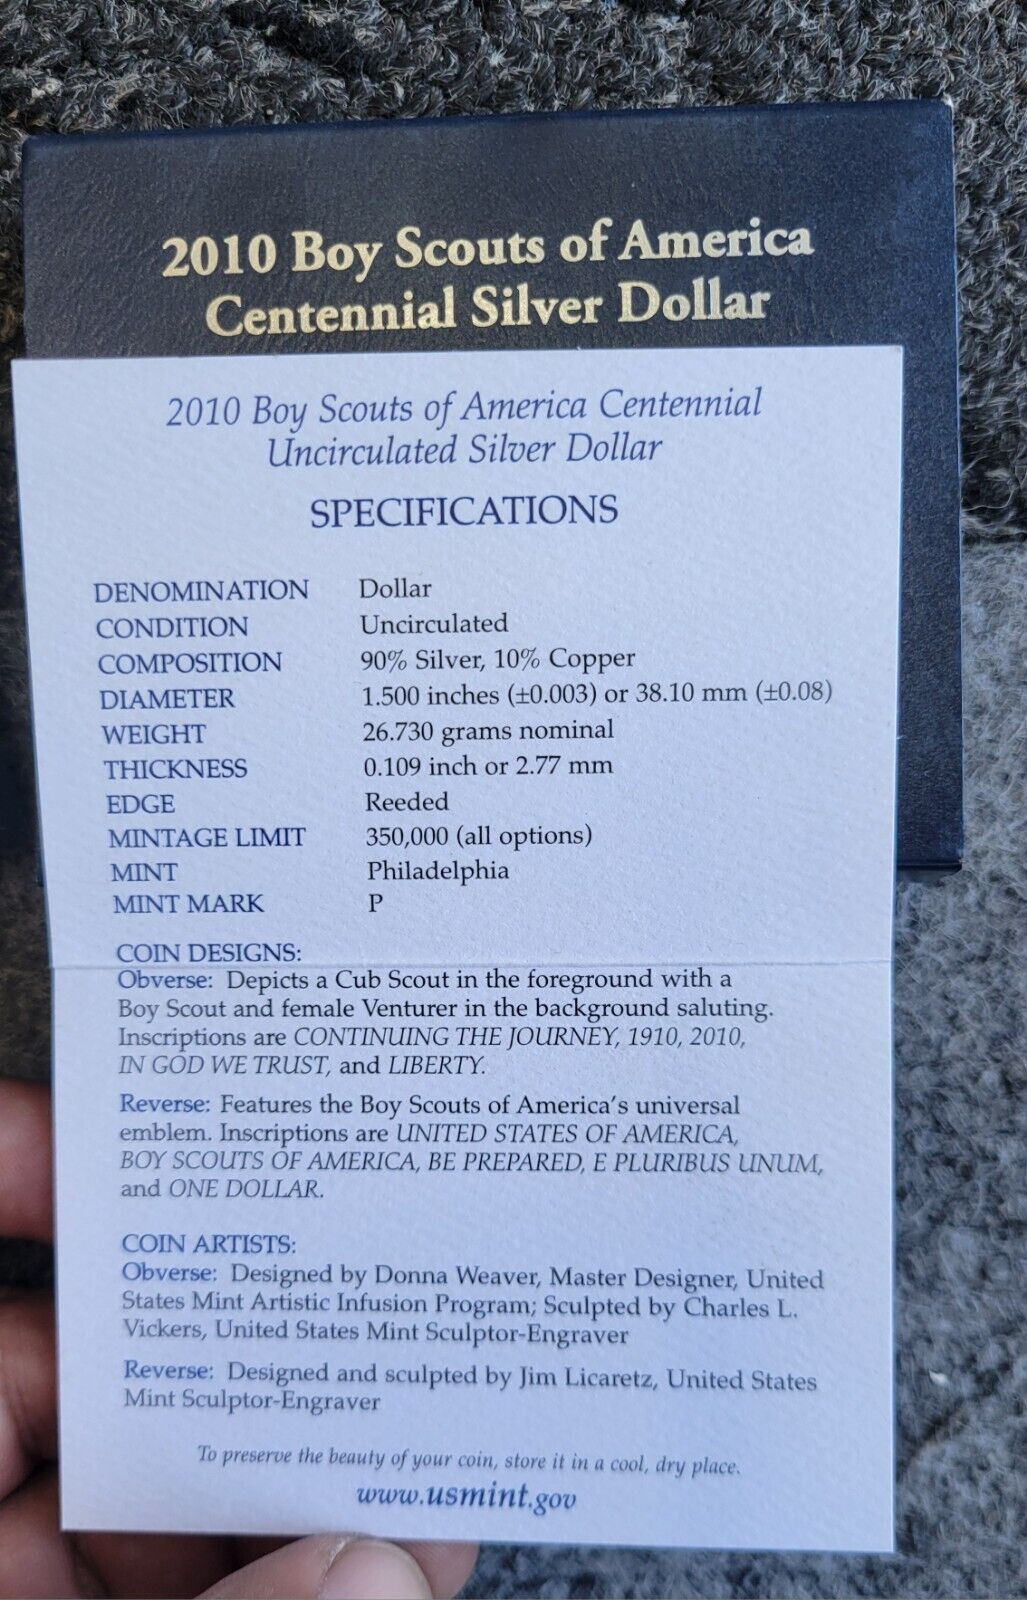 2010 Boy Scouts of America
Centennial Silver Dollar
2010 Boy Scouts of America Centennial
Uncirculated Silver Dollar
SPECIFICATIONS
DENOMINATION Dollar
CONDITION Uncirculated
COMPOSITION 90% Silver, 10% Copper
DIAMETER 1.500 inches (±0.003) or 38.10 mm (±0.08)
WEIGHT 26.730 grams nominal
THICKNESS 0.109 inch or 2.77 mm
EDGE Reeded
MINTAGE LIMIT 350,000 (all options)
MINT Philadelphia
MINT MARK P
COIN DESIGNS:
Obverse: Depicts a Cub Scout in the foreground with a
Boy Scout and female Venturer in the background saluting.
Inscriptions are CONTINUING THE JOURNEY, 1910, 2010,
IN GOD WE TRUST, and LIBERTY.
Reverse: Features the Boy Scouts of America's universal
emblem. Inscriptions are UNITED STATES OF AMERICA,
BOY SCOUTS OF AMERICA, BE PREPARED, E PLURIBUS UNUM,
and ONE DOLLAR.
COIN ARTISTS:
Obverse: Designed by Donna Weaver, Master Designer, United
States Mint Artistic Infusion Program; Sculpted by Charles L.
Vickers, United States Mint Sculptor-Engraver
Reverse: Designed and sculpted by Jim Licaretz, United States
Mint Sculptor-Engraver
To preserve the beauty of your coin, store it in a cool, dry place.
www.usmint.gov